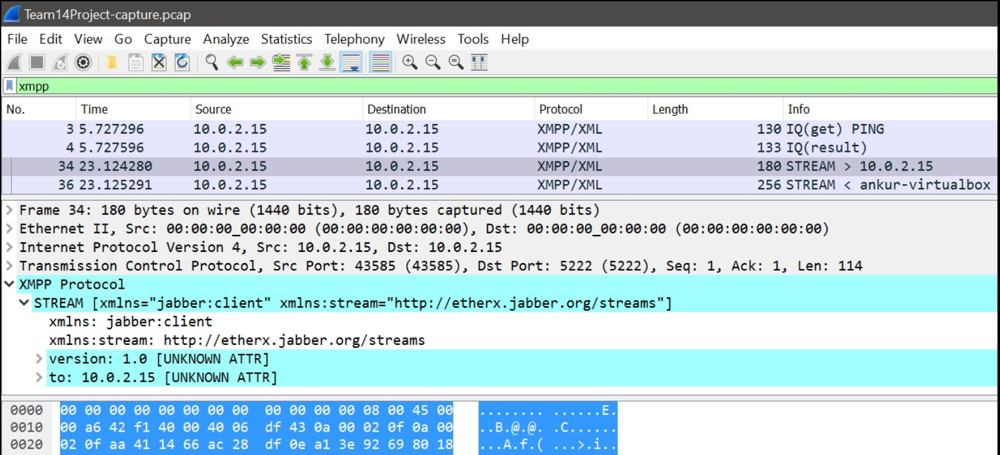 Team14Project-capture.pcap
File Edit View Go Capture Analyze Statistics Telephony Wireless Tools Help
xmpp
No. Time Source Destination Protocol Length Info
3 5.727296 10.0.2.15 10.0.2.15 XMPP/XML 130 IQ(get) PING
4 5.727596 10.0.2.15 10.0.2.15 XMPP/XML 133 IQ(result)
34 23.124280 10.0.2.15 10.0.2.15 XMPP/XML 180 STREAM > 10.0.2.15
36 23.125291 10.0.2.15 10.0.2.15 XMPP/XML 256 STREAM < ankur-virtualbox
Frame 34: 180 bytes on wire (1440 bits), 180 bytes captured (1440 bits)
Ethernet II, Src: 00:00:00_00:00:00 (00:00:00:00:00:00), Dst: 00:00:00_00:00:00 (00:00:00:00:00:00)
Internet Protocol Version 4, Src: 10.0.2.15, Dst: 10.0.2.15
Transmission Control Protocol, Src Port: 43585 (43585), Dst Port: 5222 (5222), Seq: 1, Ack: 1, Len: 114
XMPP Protocol
STREAM [xmlns="jabber:client" xmlns:stream="http://etherx.jabber.org/streams"]
xmlns: jabber:client
xmlns:stream: http://etherx.jabber.org/streams
version: 1.0 [UNKNOWN ATTR]
to: 10.0.2.15 [UNKNOWN ATTR]
0000 00 00 00 00 00 00 00 00 00 00 00 00 08 00 45 00 ........ ......E.
0010 00 a6 42 f1 40 00 40 06 df 43 0a 00 02 0f 0a 00 ..B.@.@. .C......
0020 02 0f aa 41 14 66 ac 28 df 0e a1 3e 92 69 80 18 ...A.f.( ...>.i..